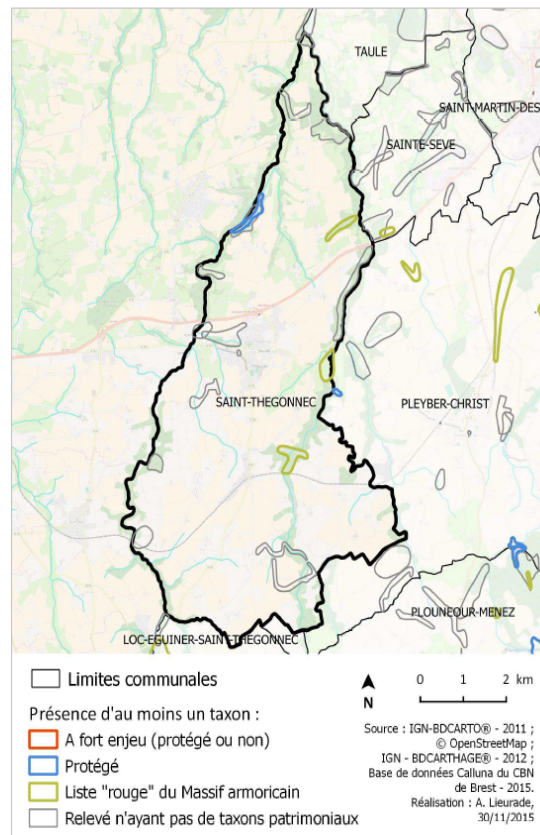 TAULE
SAINT-MARTIN-DES
SAINTE-SEVE
SAINT-THEGONNEC
PLEYBER-CHRIST
PLOUNEOUR-MENEZ
LOC-EGUINER-SAINT-THEGONNEC
Limites communales
Présence d'au moins un taxon :
A fort enjeu (protégé ou non)
Protégé
Liste "rouge" du Massif armoricain
Relevé n'ayant pas de taxons patrimoniaux
N
0 1 2 km
Source : IGN-BDCARTO® - 2011 ;
© OpenStreetMap ;
IGN - BDCARTHAGE® - 2012 ;
Base de données Calluna du CBN
de Brest - 2015.
Réalisation : A. Lieurade,
30/11/2015